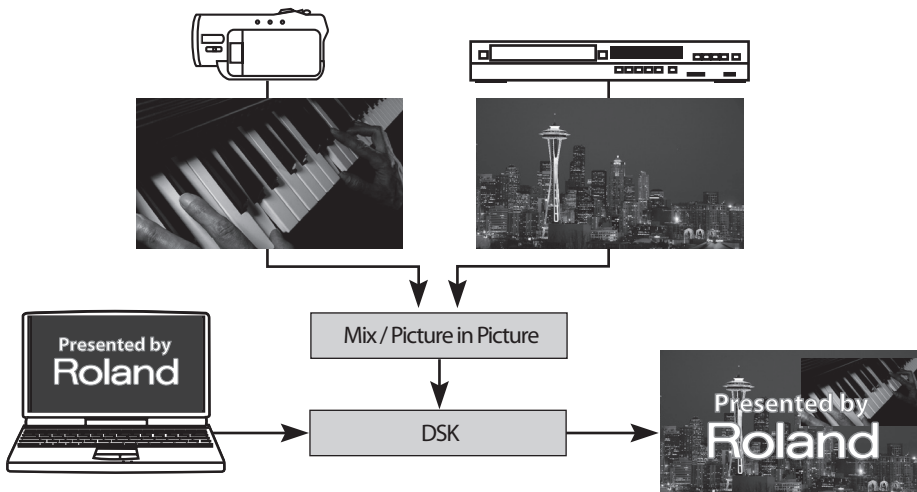 Mix / Picture in Picture
Presented by
Roland
DSK
Presented by
Roland